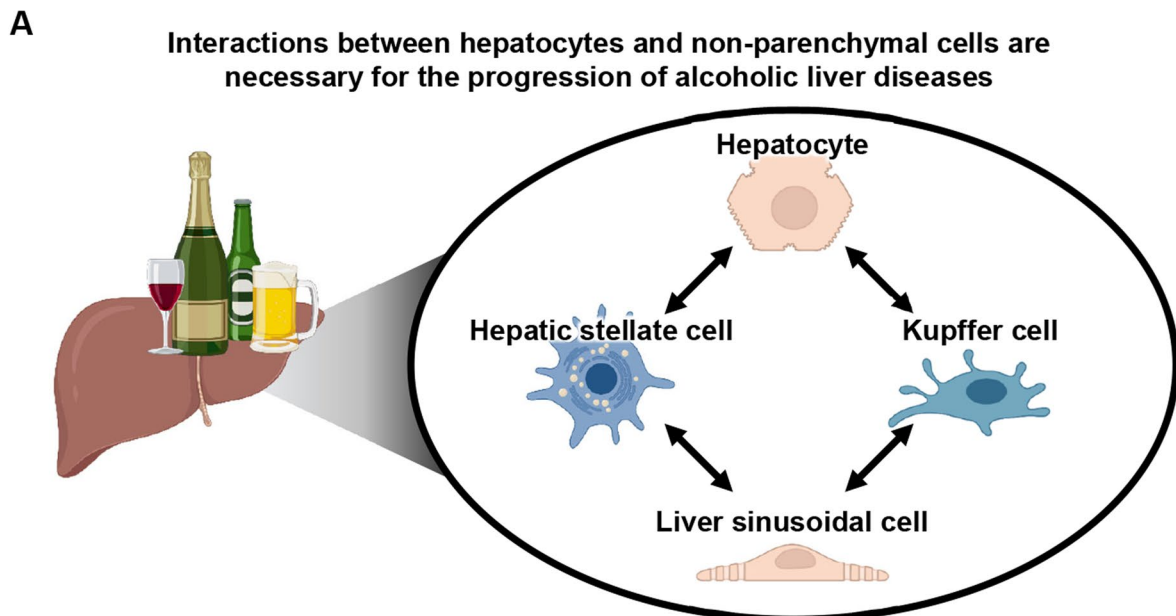 A
Interactions between hepatocytes and non-parenchymal cells are
necessary for the progression of alcoholic liver diseases
Hepatocyte
Hepatic stellate cell
Kupffer cell
Liver sinusoidal cell